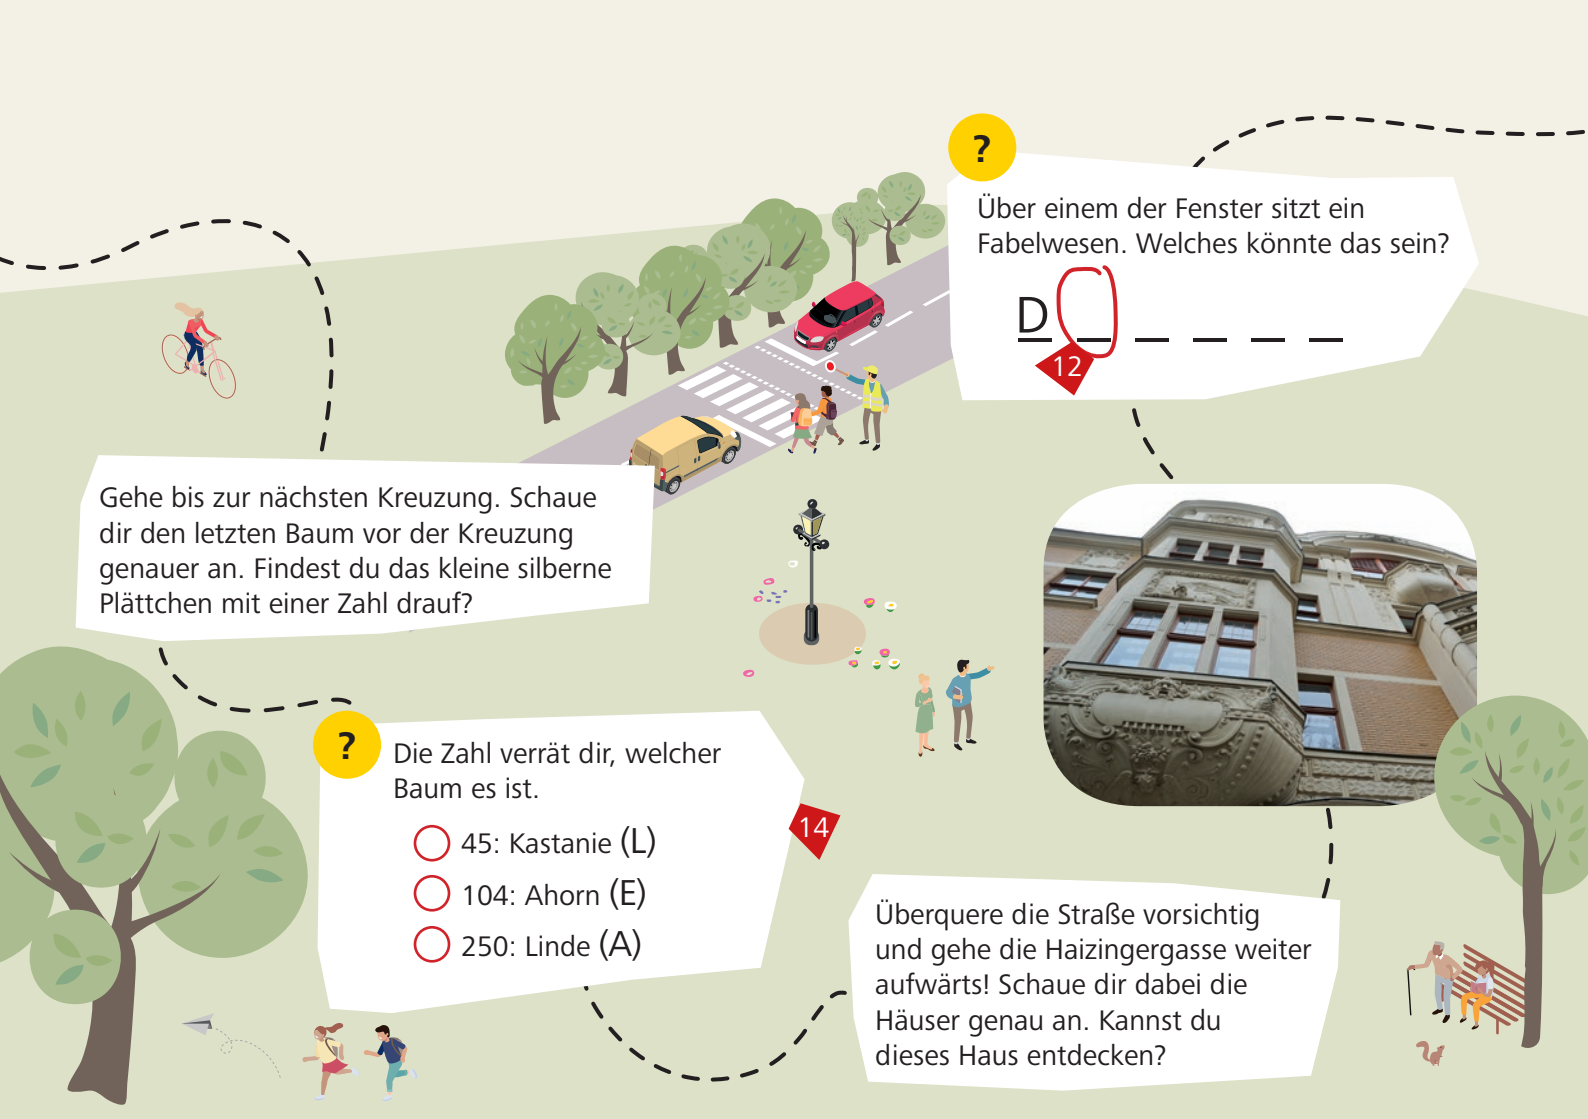 Gehe bis zur nächsten Kreuzung. Schaue
dir den letzten Baum vor der Kreuzung
genauer an. Findest du das kleine silberne
Plättchen mit einer Zahl drauf?
?
Die Zahl verrät dir, welcher
Baum es ist.
45: Kastanie (L)
104: Ahorn (E)
250: Linde (A)
14
Überquere die Straße vorsichtig
und gehe die Haizingergasse weiter
aufwärts! Schaue dir dabei die
Häuser genau an. Kannst du
dieses Haus entdecken?
?
Über einem der Fenster sitzt ein
Fabelwesen. Welches könnte das sein?
D _ _ _ _ _
12